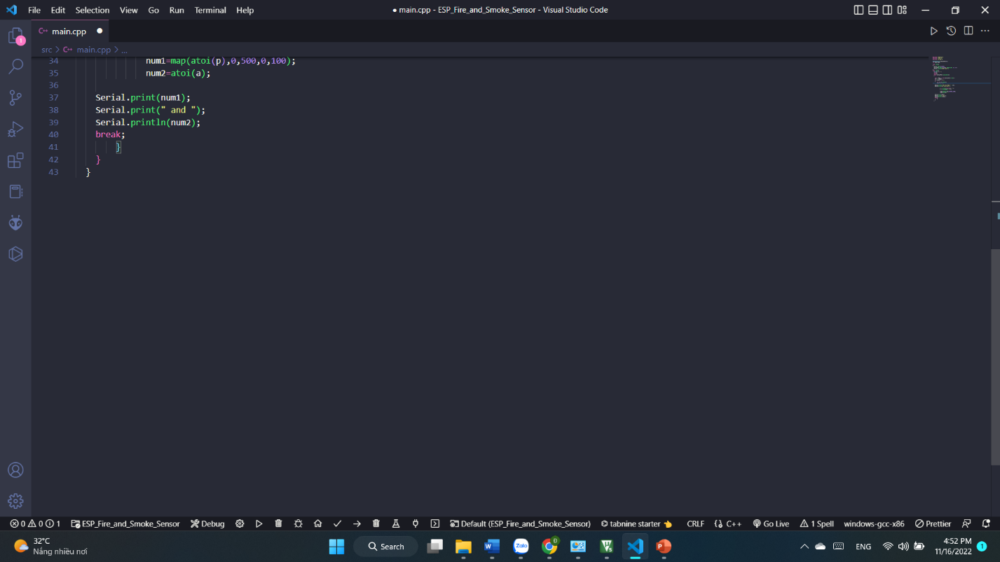 File Edit Selection View Go Run Terminal Help
● main.cpp - ESP_Fire_and_Smoke_Sensor - Visual Studio Code
C++ main.cpp ●
src > C++ main.cpp > ...
34 num1=map(atoi(p),0,500,0,100);
35 num2=atoi(a);
36
37 Serial.print(num1);
38 Serial.print(" and ");
39 Serial.println(num2);
40 break;
41 }
42 }
43 }
1
0 0 1 ESP_Fire_and_Smoke_Sensor Debug Default (ESP_Fire_and_Smoke_Sensor) tabnine starter CRLF {} C++ Go Live 1 Spell windows-gcc-x86 Prettier
32°C
Nắng nhiều nơi
Search
Zalo
D
ENG
4:52 PM
11/16/2022
1